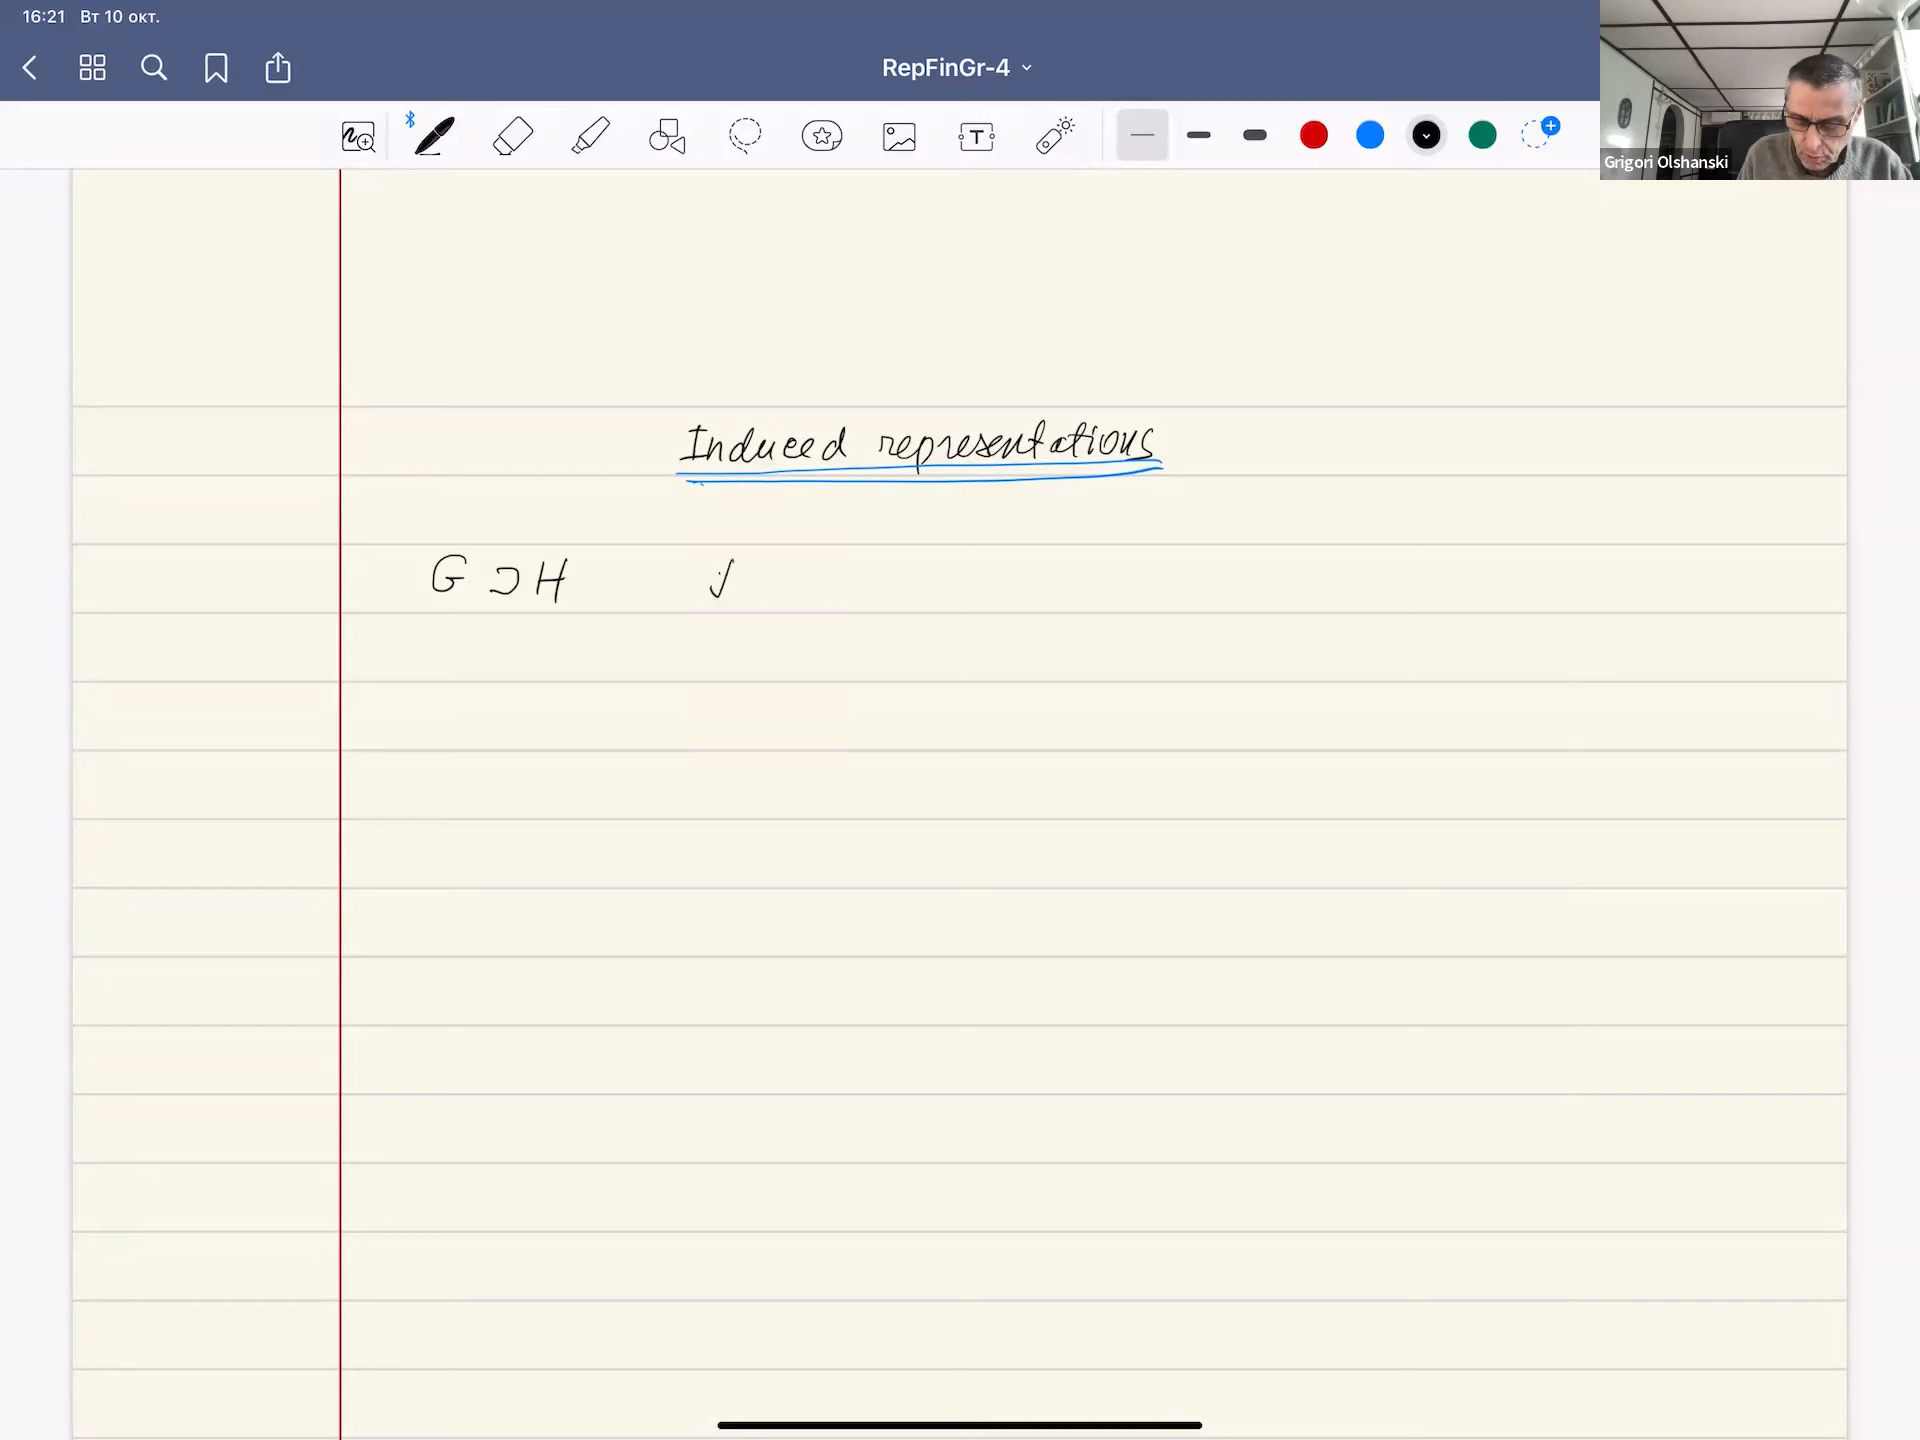 16:21 Вт 10 окт.
RepFinGr-4
Grigori Olshanski
Induced representations
G ⊃ H